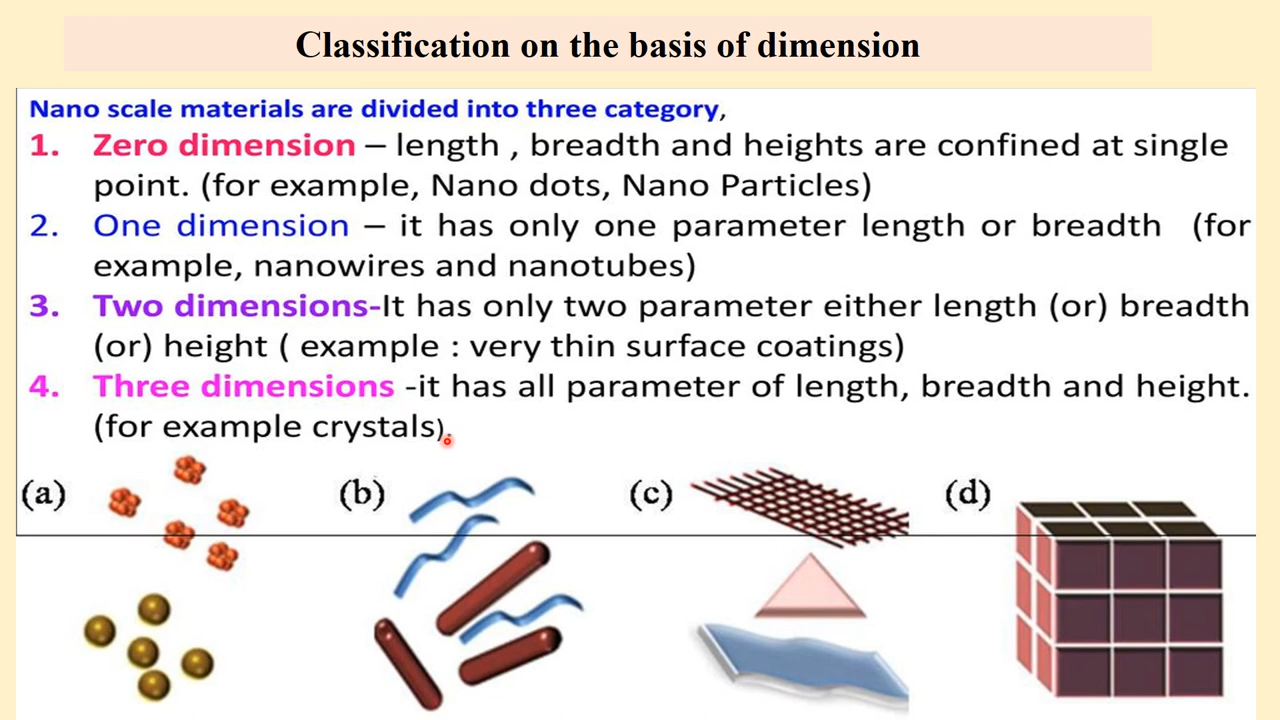 Classification on the basis of dimension
Nano scale materials are divided into three category,
1. Zero dimension – length , breadth and heights are confined at single
point. (for example, Nano dots, Nano Particles)
2. One dimension – it has only one parameter length or breadth (for
example, nanowires and nanotubes)
3. Two dimensions-It has only two parameter either length (or) breadth
(or) height ( example : very thin surface coatings)
4. Three dimensions -it has all parameter of length, breadth and height.
(for example crystals).
(a) (b) (c) (d)